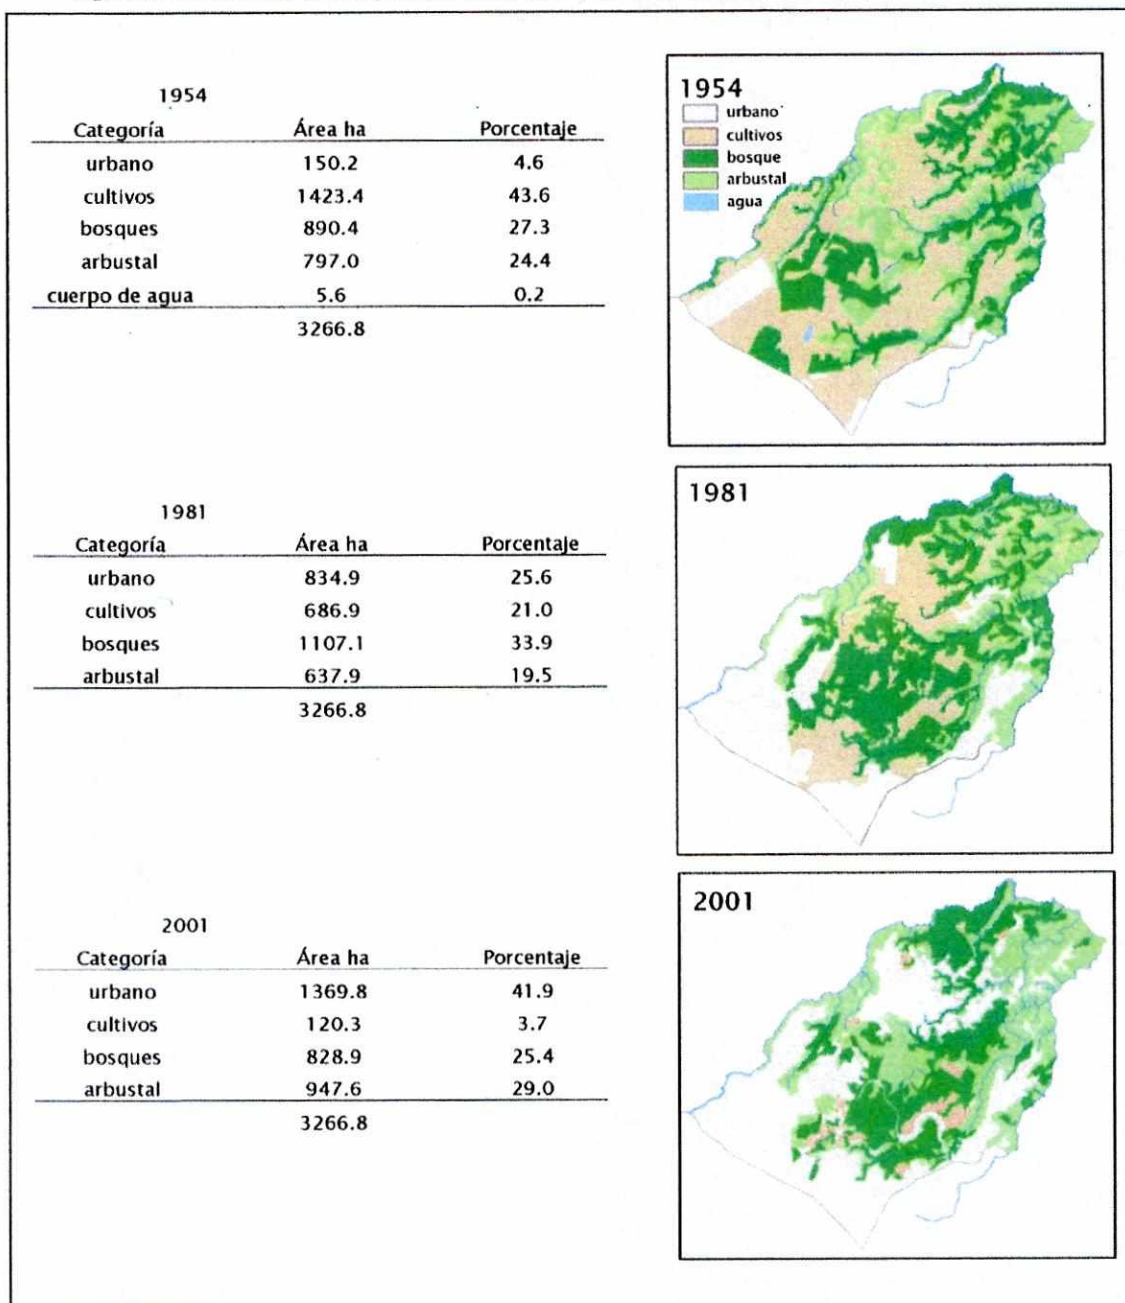 1954
Categoría Área ha Porcentaje
urbano 150.2 4.6
cultivos 1423.4 43.6
bosques 890.4 27.3
arbustal 797.0 24.4
cuerpo de agua 5.6 0.2
3266.8
1954
urbano
cultivos
bosque
arbustal
agua
1981
Categoría Área ha Porcentaje
urbano 834.9 25.6
cultivos 686.9 21.0
bosques 1107.1 33.9
arbustal 637.9 19.5
3266.8
1981
2001
Categoría Área ha Porcentaje
urbano 1369.8 41.9
cultivos 120.3 3.7
bosques 828.9 25.4
arbustal 947.6 29.0
3266.8
2001